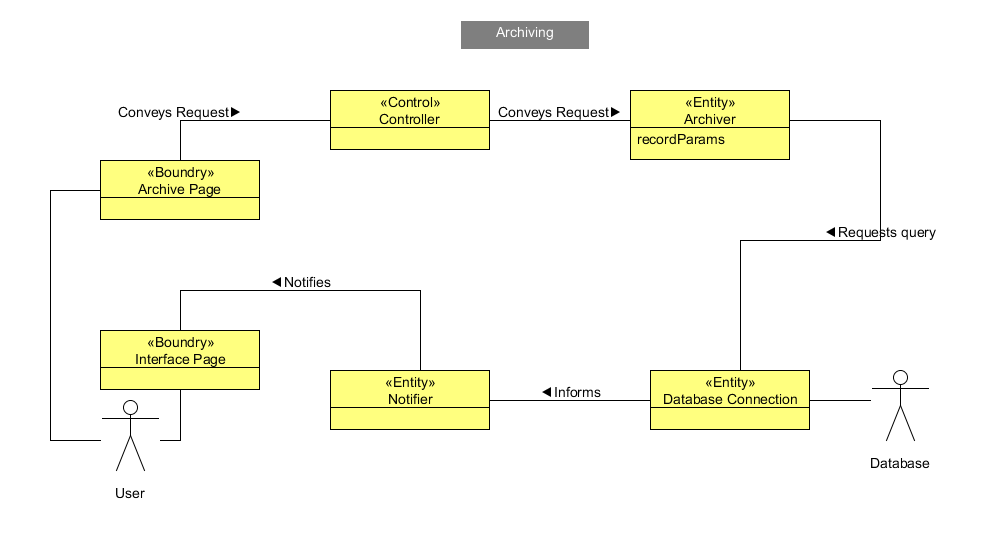 Archiving
Conveys Request►
«Control»
Controller
Conveys Request►
«Entity»
Archiver
recordParams
«Boundry»
Archive Page
◄Requests query
◄Notifies
«Boundry»
Interface Page
«Entity»
Notifier
◄Informs
«Entity»
Database Connection
Database
User